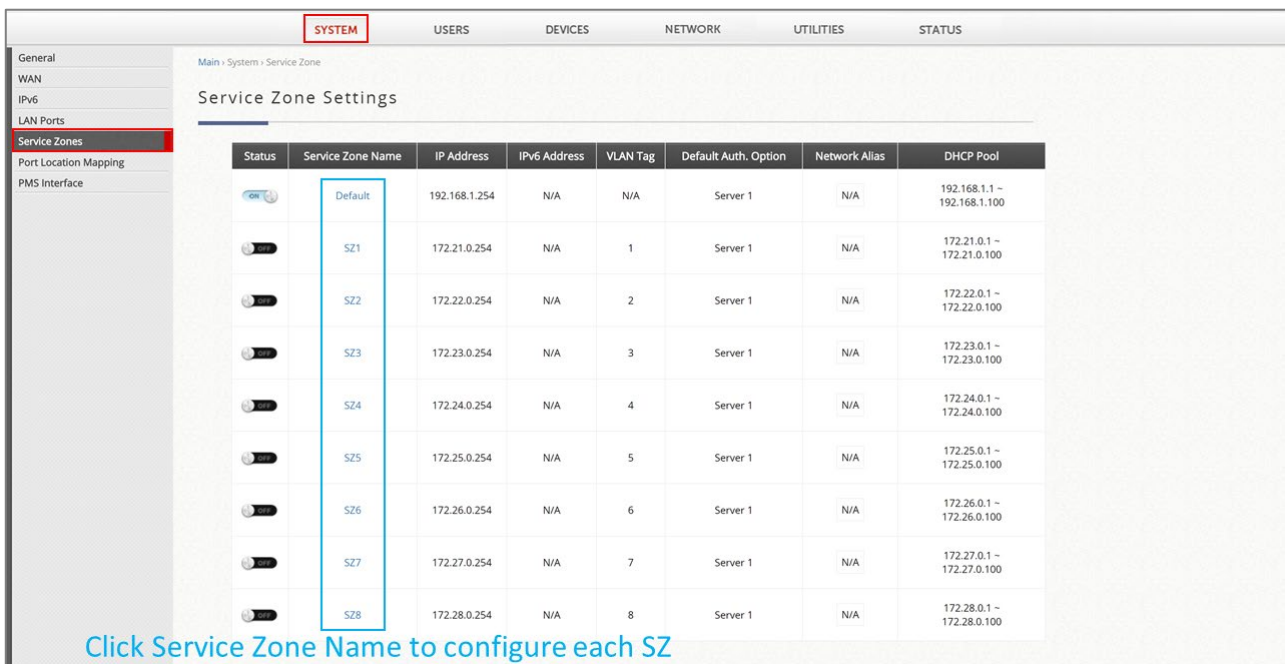 SYSTEM USERS DEVICES NETWORK UTILITIES STATUS
General
WAN
IPv6
LAN Ports
Service Zones
Port Location Mapping
PMS Interface
Main › System › Service Zone
Service Zone Settings
Status Service Zone Name IP Address IPv6 Address VLAN Tag Default Auth. Option Network Alias DHCP Pool
ON Default 192.168.1.254 N/A N/A Server 1 N/A 192.168.1.1 ~
192.168.1.100
OFF SZ1 172.21.0.254 N/A 1 Server 1 N/A 172.21.0.1 ~
172.21.0.100
OFF SZ2 172.22.0.254 N/A 2 Server 1 N/A 172.22.0.1 ~
172.22.0.100
OFF SZ3 172.23.0.254 N/A 3 Server 1 N/A 172.23.0.1 ~
172.23.0.100
OFF SZ4 172.24.0.254 N/A 4 Server 1 N/A 172.24.0.1 ~
172.24.0.100
OFF SZ5 172.25.0.254 N/A 5 Server 1 N/A 172.25.0.1 ~
172.25.0.100
OFF SZ6 172.26.0.254 N/A 6 Server 1 N/A 172.26.0.1 ~
172.26.0.100
OFF SZ7 172.27.0.254 N/A 7 Server 1 N/A 172.27.0.1 ~
172.27.0.100
OFF SZ8 172.28.0.254 N/A 8 Server 1 N/A 172.28.0.1 ~
172.28.0.100
Click Service Zone Name to configure each SZ